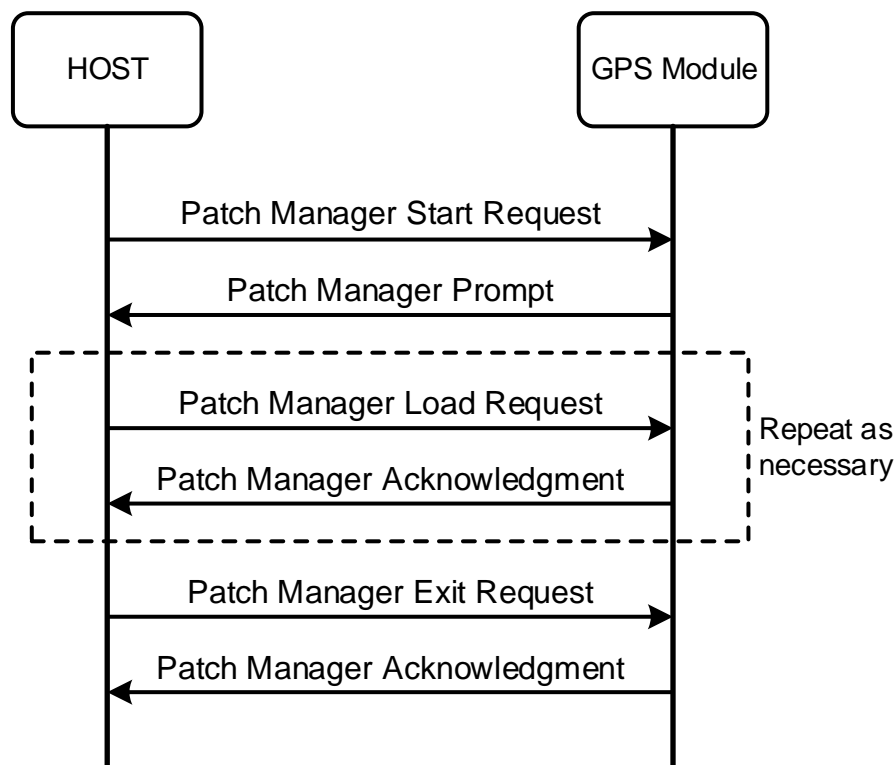 HOST
GPS Module
Patch Manager Start Request
Patch Manager Prompt
Patch Manager Load Request
Patch Manager Acknowledgment
Repeat as
necessary
Patch Manager Exit Request
Patch Manager Acknowledgment